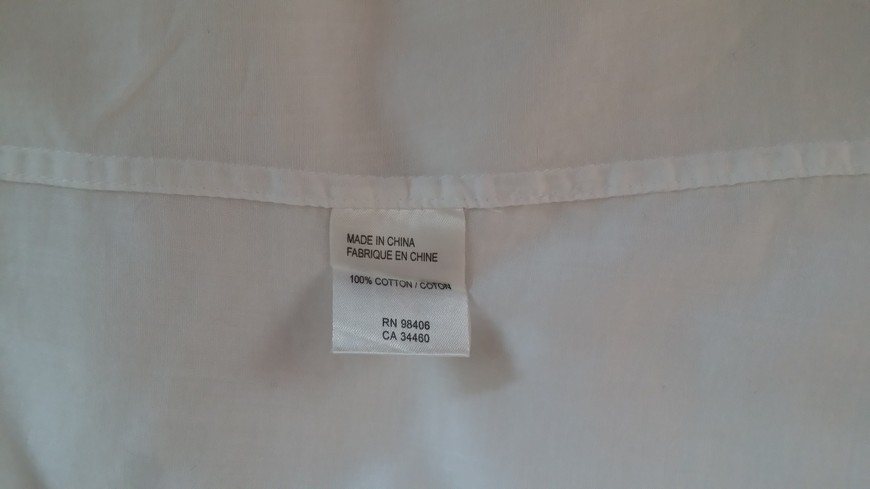 MADE IN CHINA
FABRIQUE EN CHINE
100% COTTON / COTON
RN 98406
CA 34460